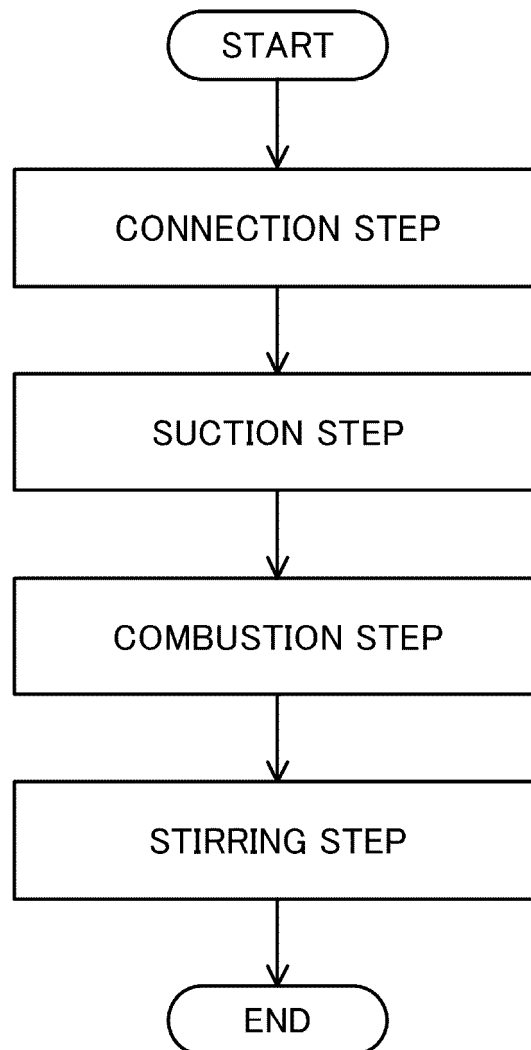 START
CONNECTION STEP
SUCTION STEP
COMBUSTION STEP
STIRRING STEP
END